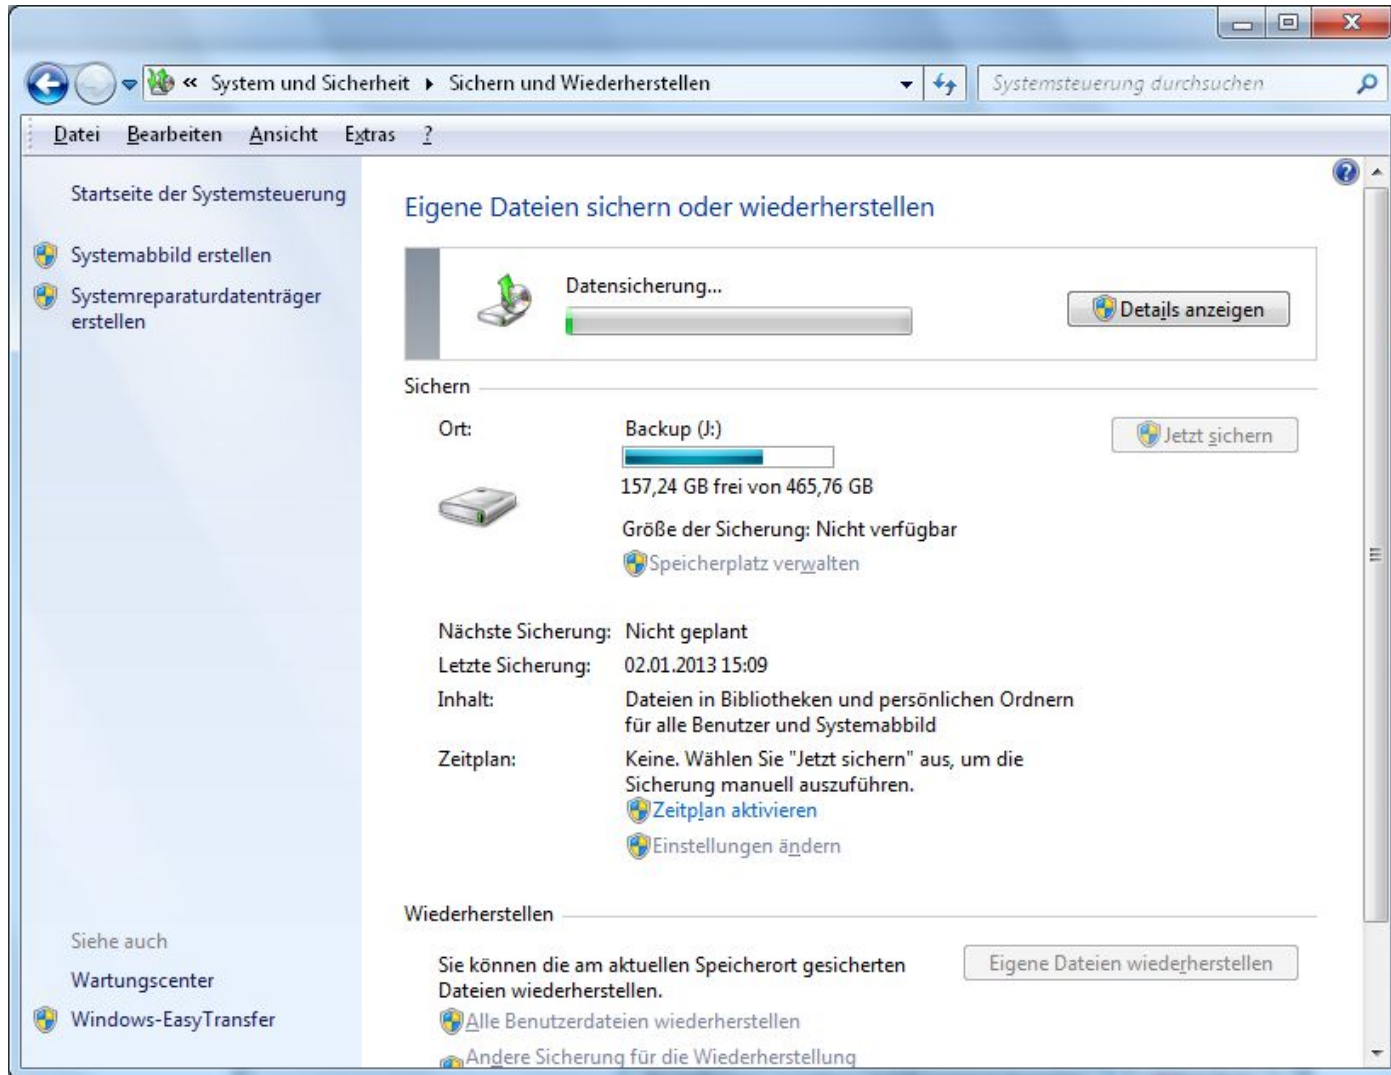 « System und Sicherheit ▸ Sichern und Wiederherstellen
Systemsteuerung durchsuchen
Datei Bearbeiten Ansicht Extras ?
Startseite der Systemsteuerung
Systemabbild erstellen
Systemreparaturdatenträger
erstellen
Eigene Dateien sichern oder wiederherstellen
Datensicherung...
Details anzeigen
Sichern
Ort:
Backup (J:)
Jetzt sichern
157,24 GB frei von 465,76 GB
Größe der Sicherung: Nicht verfügbar
Speicherplatz verwalten
Nächste Sicherung: Nicht geplant
Letzte Sicherung: 02.01.2013 15:09
Inhalt: Dateien in Bibliotheken und persönlichen Ordnern
für alle Benutzer und Systemabbild
Zeitplan: Keine. Wählen Sie "Jetzt sichern" aus, um die
Sicherung manuell auszuführen.
Zeitplan aktivieren
Einstellungen ändern
Wiederherstellen
Sie können die am aktuellen Speicherort gesicherten
Dateien wiederherstellen.
Eigene Dateien wiederherstellen
Alle Benutzerdateien wiederherstellen
Andere Sicherung für die Wiederherstellung
Siehe auch
Wartungscenter
Windows-EasyTransfer